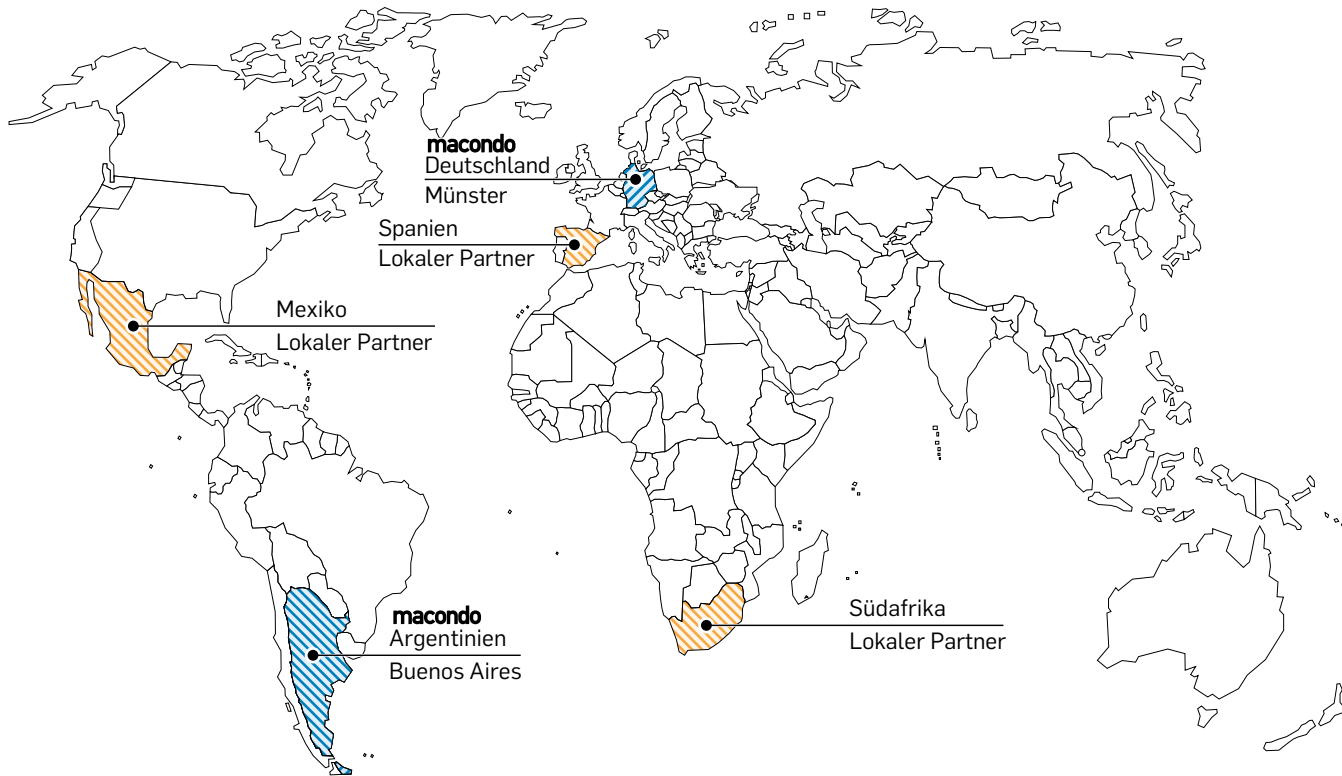 macondo
Deutschland
Münster
Spanien
Lokaler Partner
Mexiko
Lokaler Partner
macondo
Argentinien
Buenos Aires
Südafrika
Lokaler Partner